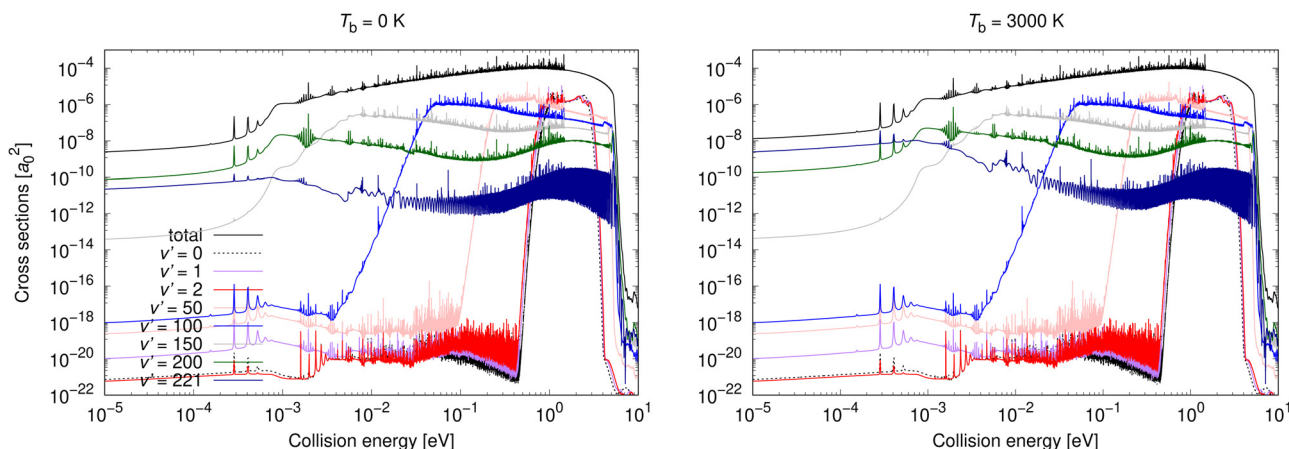 T_b = 0 K
Cross sections [a_0^2]
10^-4
10^-6
10^-8
10^-10
10^-12
10^-14
10^-16
10^-18
10^-20
10^-22
total
v' = 0
v' = 1
v' = 2
v' = 50
v' = 100
v' = 150
v' = 200
v' = 221
10^-5 10^-4 10^-3 10^-2 10^-1 10^0 10^1
Collision energy [eV]
T_b = 3000 K
10^-4
10^-6
10^-8
10^-10
10^-12
10^-14
10^-16
10^-18
10^-20
10^-22
10^-5 10^-4 10^-3 10^-2 10^-1 10^0 10^1
Collision energy [eV]